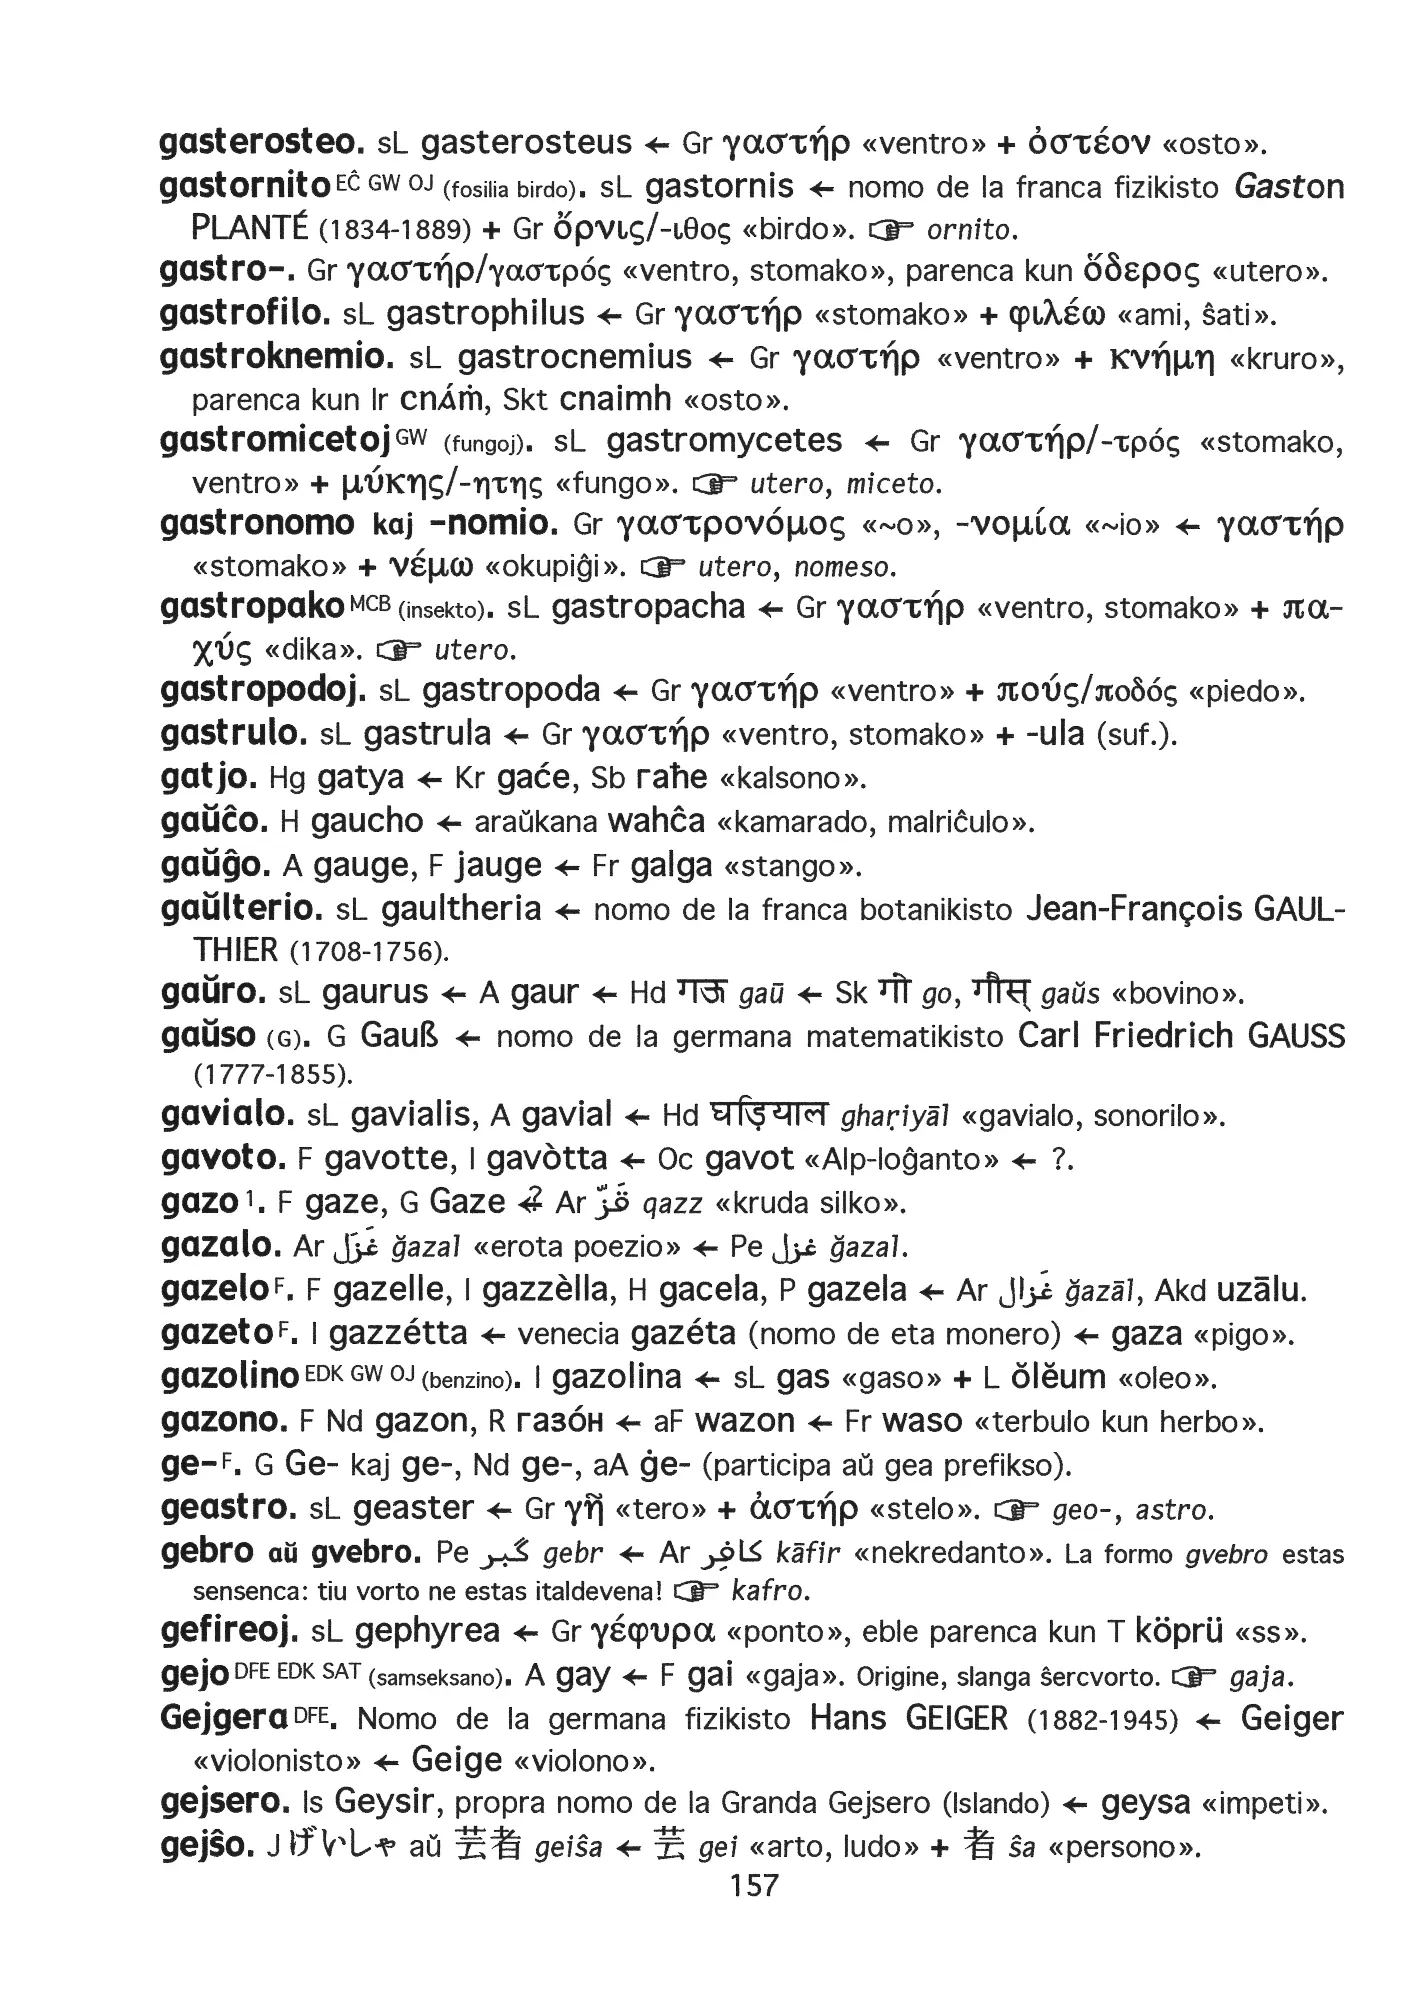 gasterosteo. sL gasterosteus ← Gr γαστήρ «ventro» + ὀστέον «osto».
gastornito EĈ GW OJ (fosilia birdo). sL gastornis ← nomo de la franca fizikisto Gaston
PLANTÉ (1834-1889) + Gr ὄρνις/-ιθος «birdo». ☞ ornito.
gastro-. Gr γαστήρ/γαστρός «ventro, stomako», parenca kun ὅδερος «utero».
gastrofilo. sL gastrophilus ← Gr γαστήρ «stomako» + φιλέω «ami, ŝati».
gastroknemio. sL gastrocnemius ← Gr γαστήρ «ventro» + κνήμη «kruro»,
parenca kun Ir cnáṁ, Skt cnaimh «osto».
gastromicetoj GW (fungoj). sL gastromycetes ← Gr γαστήρ/-τρός «stomako,
ventro» + μύκης/-ητης «fungo». ☞ utero, miceto.
gastronomo kaj -nomio. Gr γαστρονόμος «~o», -νομία «~io» ← γαστήρ
«stomako» + νέμω «okupiĝi». ☞ utero, nomeso.
gastropako MCB (insekto). sL gastropacha ← Gr γαστήρ «ventro, stomako» + πα-
χύς «dika». ☞ utero.
gastropodoj. sL gastropoda ← Gr γαστήρ «ventro» + πούς/ποδός «piedo».
gastrulo. sL gastrula ← Gr γαστήρ «ventro, stomako» + -ula (suf.).
gatjo. Hg gatya ← Kr gaće, Sb гаће «kalsono».
gaŭĉo. H gaucho ← araŭkana wahĉa «kamarado, malriĉulo».
gaŭĝo. A gauge, F jauge ← Fr galga «stango».
gaŭlterio. sL gaultheria ← nomo de la franca botanikisto Jean-François GAUL-
THIER (1708-1756).
gaŭro. sL gaurus ← A gaur ← Hd गऊ gaū ← Sk गो go, गौस् gaŭs «bovino».
gaŭso (G). G Gauß ← nomo de la germana matematikisto Carl Friedrich GAUSS
(1777-1855).
gavialo. sL gavialis, A gavial ← Hd घड़ियाल ghaṛiyāl «gavialo, sonorilo».
gavoto. F gavotte, I gavòtta ← Oc gavot «Alp-loĝanto» ← ?.
gazo 1. F gaze, G Gaze ←? Ar قَزّ qazz «kruda silko».
gazalo. Ar غَزَل ğazal «erota poezio» ← Pe غزل ğazal.
gazelo F. F gazelle, I gazzèlla, H gacela, P gazela ← Ar غَزال ğazāl, Akd uzālu.
gazeto F. I gazzétta ← venecia gazéta (nomo de eta monero) ← gaza «pigo».
gazolino EDK GW OJ (benzino). I gazolina ← sL gas «gaso» + L ŏlĕum «oleo».
gazono. F Nd gazon, R газóн ← aF wazon ← Fr waso «terbulo kun herbo».
ge- F. G Ge- kaj ge-, Nd ge-, aA ġe- (participa aŭ gea prefikso).
geastro. sL geaster ← Gr γῆ «tero» + ἀστήρ «stelo». ☞ geo-, astro.
gebro aŭ gvebro. Pe گبر gebr ← Ar كافِر kāfir «nekredanto». La formo gvebro estas
sensenca: tiu vorto ne estas italdevena! ☞ kafro.
gefireoj. sL gephyrea ← Gr γέφυρα «ponto», eble parenca kun T köprü «ss».
gejo DFE EDK SAT (samseksano). A gay ← F gai «gaja». Origine, slanga ŝercvorto. ☞ gaja.
Gejgera DFE. Nomo de la germana fizikisto Hans GEIGER (1882-1945) ← Geiger
«violonisto» ← Geige «violono».
gejsero. Is Geysir, propra nomo de la Granda Gejsero (Islando) ← geysa «impeti».
gejŝo. J げいしゃ aŭ 芸者 geiŝa ← 芸 gei «arto, ludo» + 者 ŝa «persono».
157